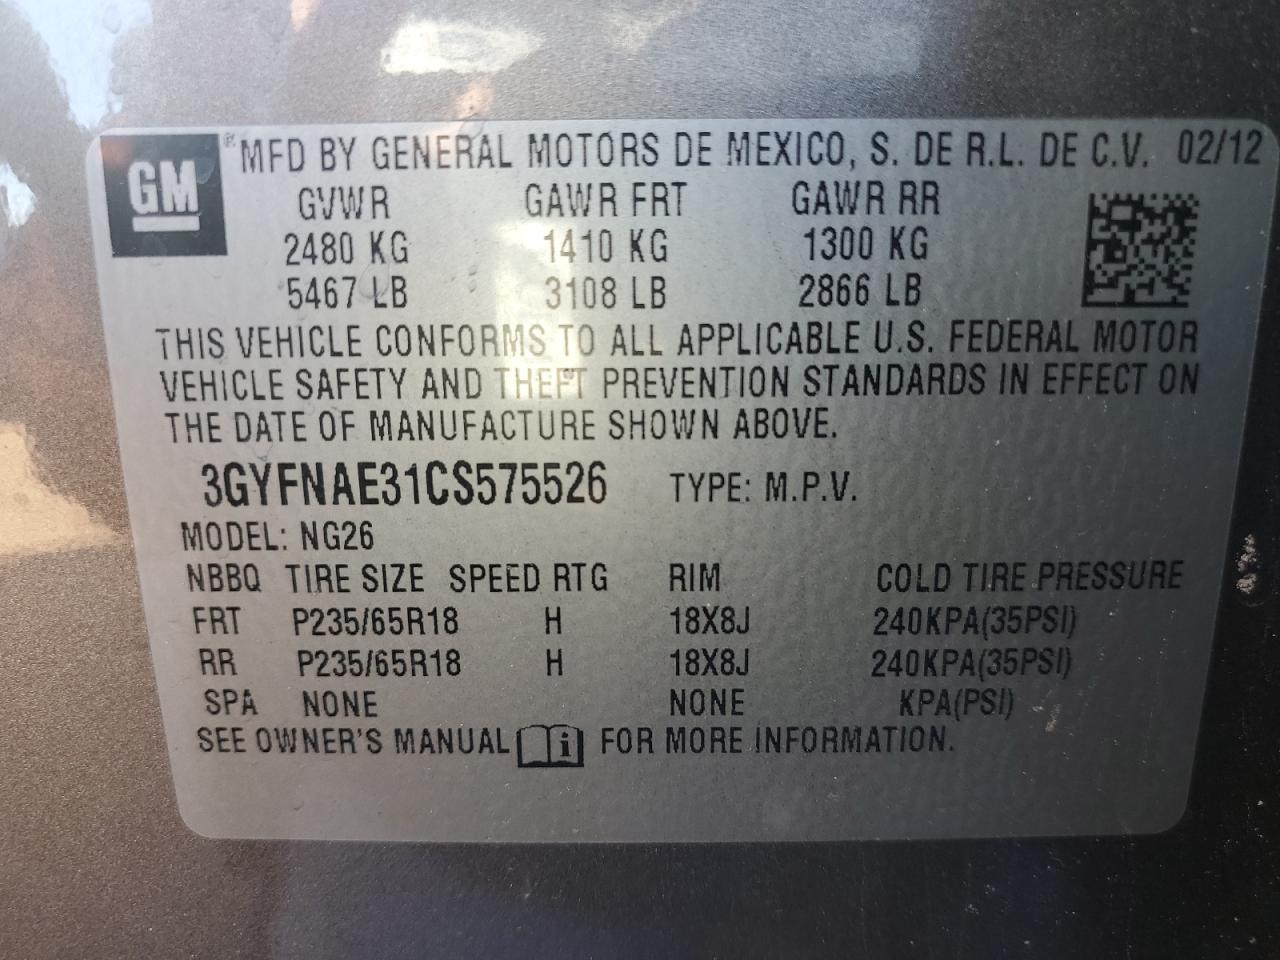 GM ® MFD BY GENERAL MOTORS DE MEXICO, S. DE R.L. DE C.V. 02/12
GVWR GAWR FRT GAWR RR
2480 KG 1410 KG 1300 KG
5467 LB 3108 LB 2866 LB
THIS VEHICLE CONFORMS TO ALL APPLICABLE U.S. FEDERAL MOTOR
VEHICLE SAFETY AND THEFT PREVENTION STANDARDS IN EFFECT ON
THE DATE OF MANUFACTURE SHOWN ABOVE.
3GYFNAE31CS575526 TYPE: M.P.V.
MODEL: NG26
NBBQ TIRE SIZE SPEED RTG RIM COLD TIRE PRESSURE
FRT P235/65R18 H 18X8J 240KPA(35PSI)
RR P235/65R18 H 18X8J 240KPA(35PSI)
SPA NONE NONE KPA(PSI)
SEE OWNER'S MANUAL i FOR MORE INFORMATION.